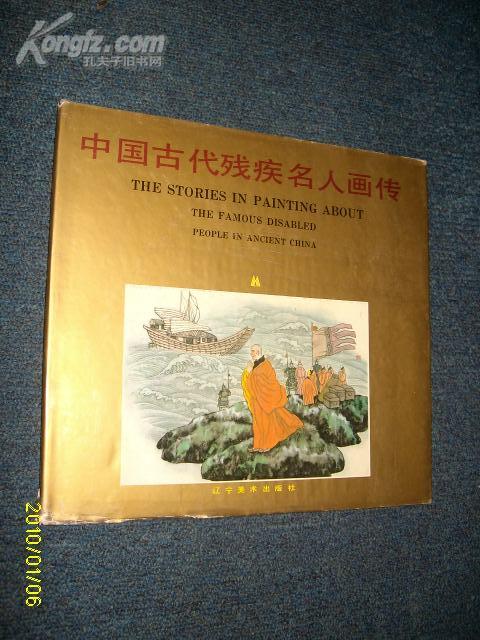 Kongfz.com
孔夫子旧书网
中国古代残疾名人画传
THE STORIES IN PAINTING ABOUT
THE FAMOUS DISABLED
PEOPLE IN ANCIENT CHINA
辽宁美术出版社
2010/01/06